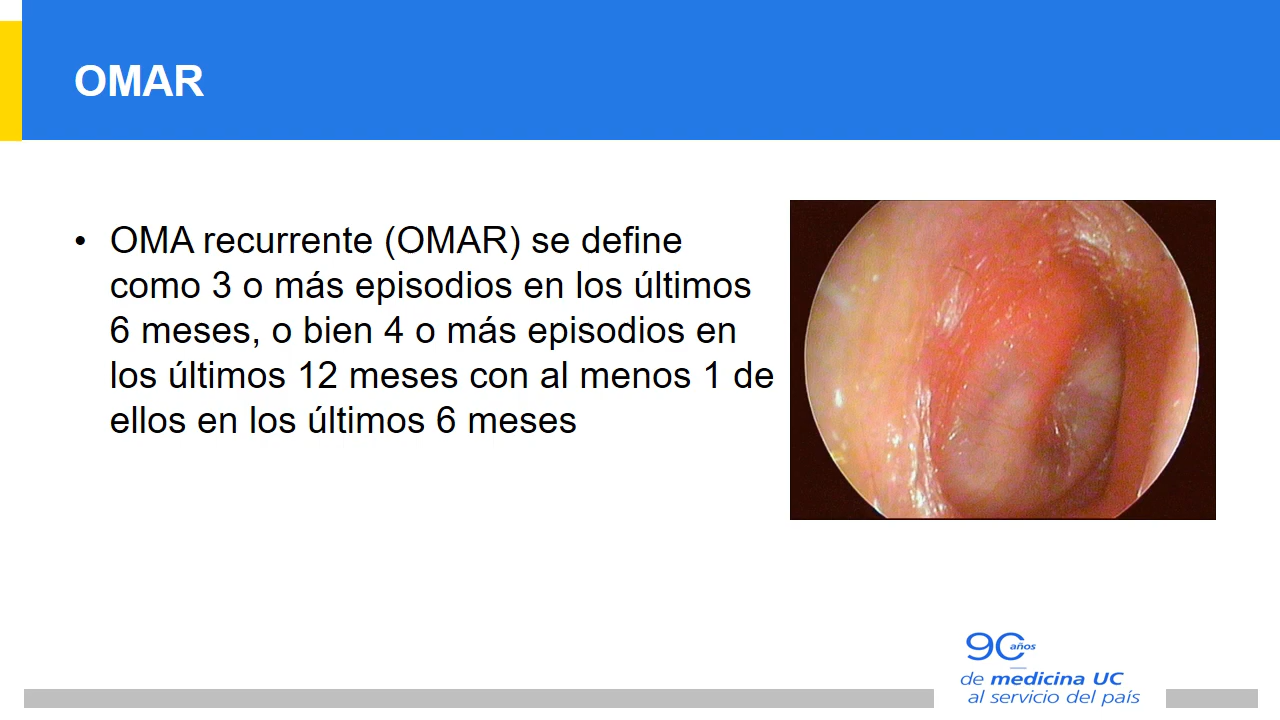 OMAR
• OMA recurrente (OMAR) se define
como 3 o más episodios en los últimos
6 meses, o bien 4 o más episodios en
los últimos 12 meses con al menos 1 de
ellos en los últimos 6 meses
90 años
de medicina UC
al servicio del país